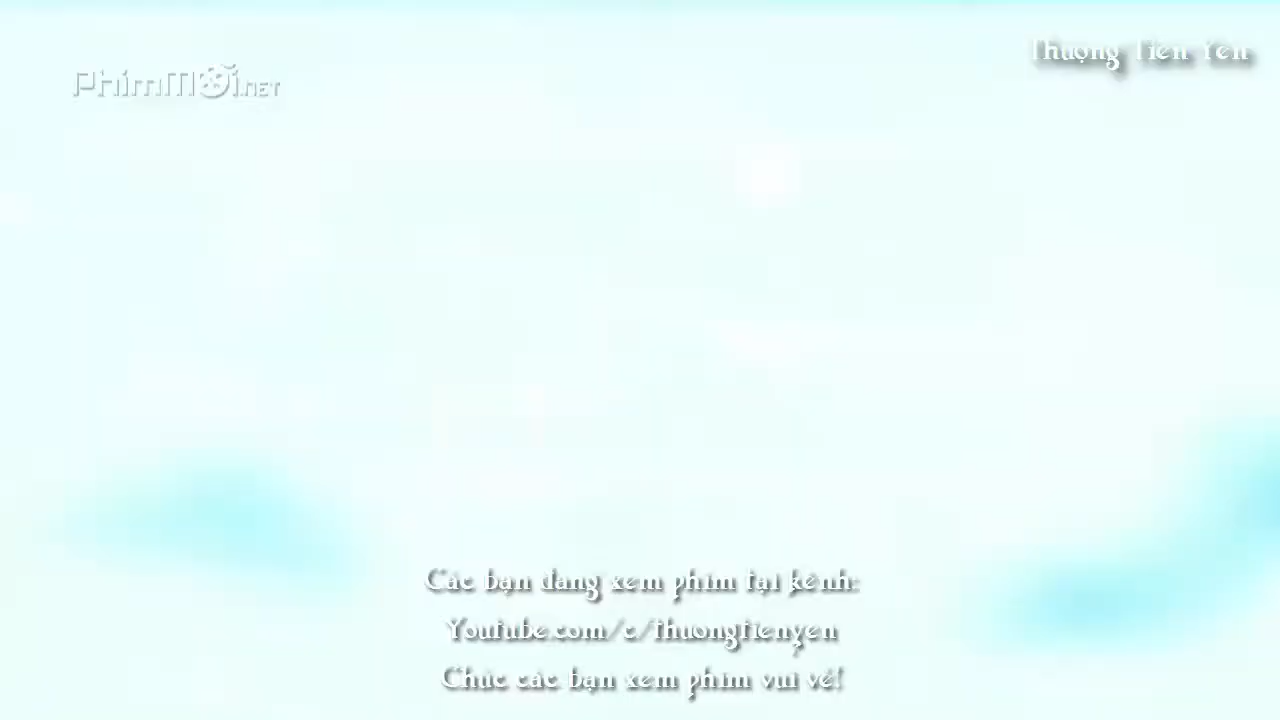 Thượng Tiên Yên
PhimMỚi.NET
Các bạn đang xem phim tại kênh:
Youtube.com/c/thuongtienyen
Chúc các bạn xem phim vui vẻ!